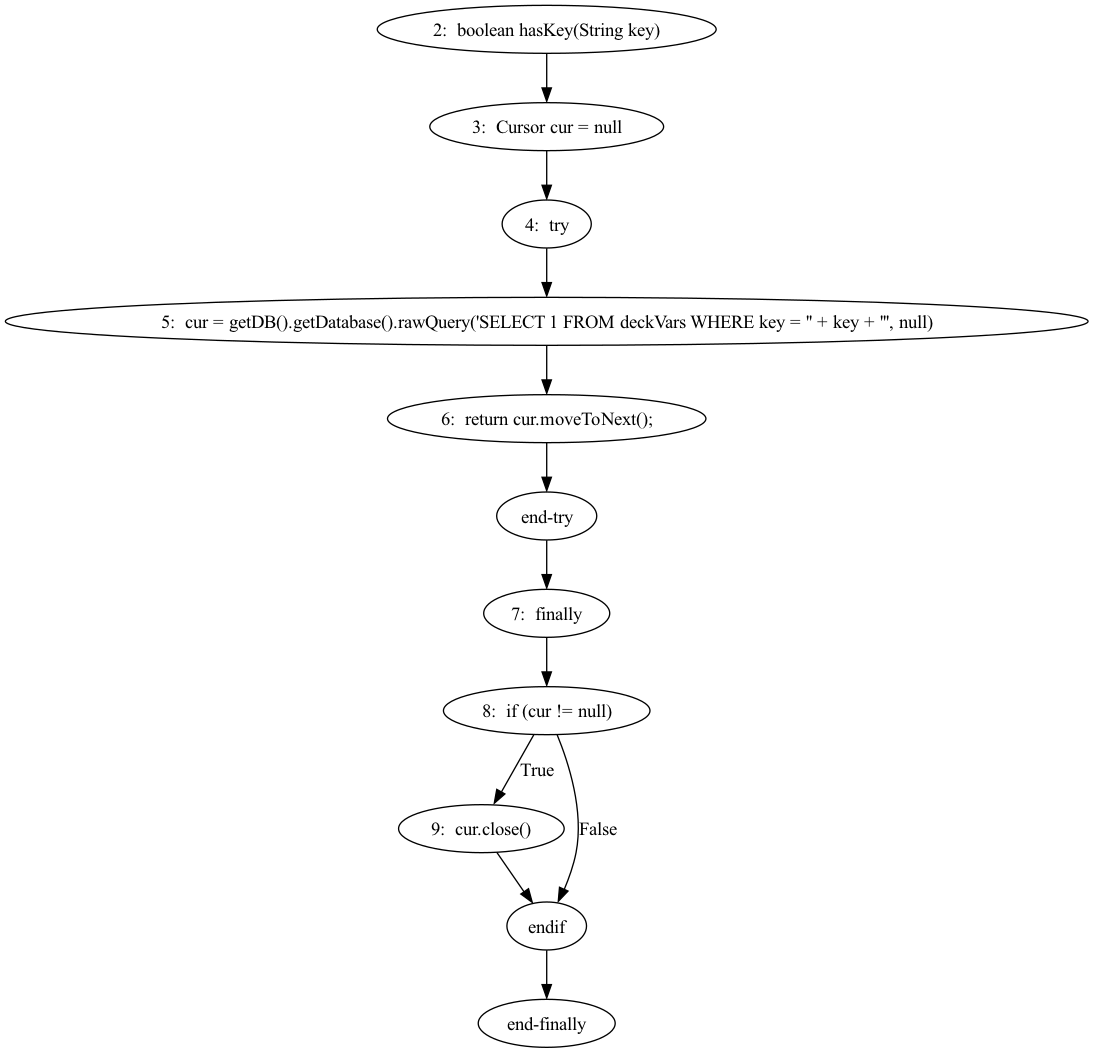 2:  boolean hasKey(String key)
3:  Cursor cur = null
4:  try
5:  cur = getDB().getDatabase().rawQuery('SELECT 1 FROM deckVars WHERE key = '' + key + ''', null)
6:  return cur.moveToNext();
end-try
7:  finally
8:  if (cur != null)
True
9:  cur.close()
False
endif
end-finally